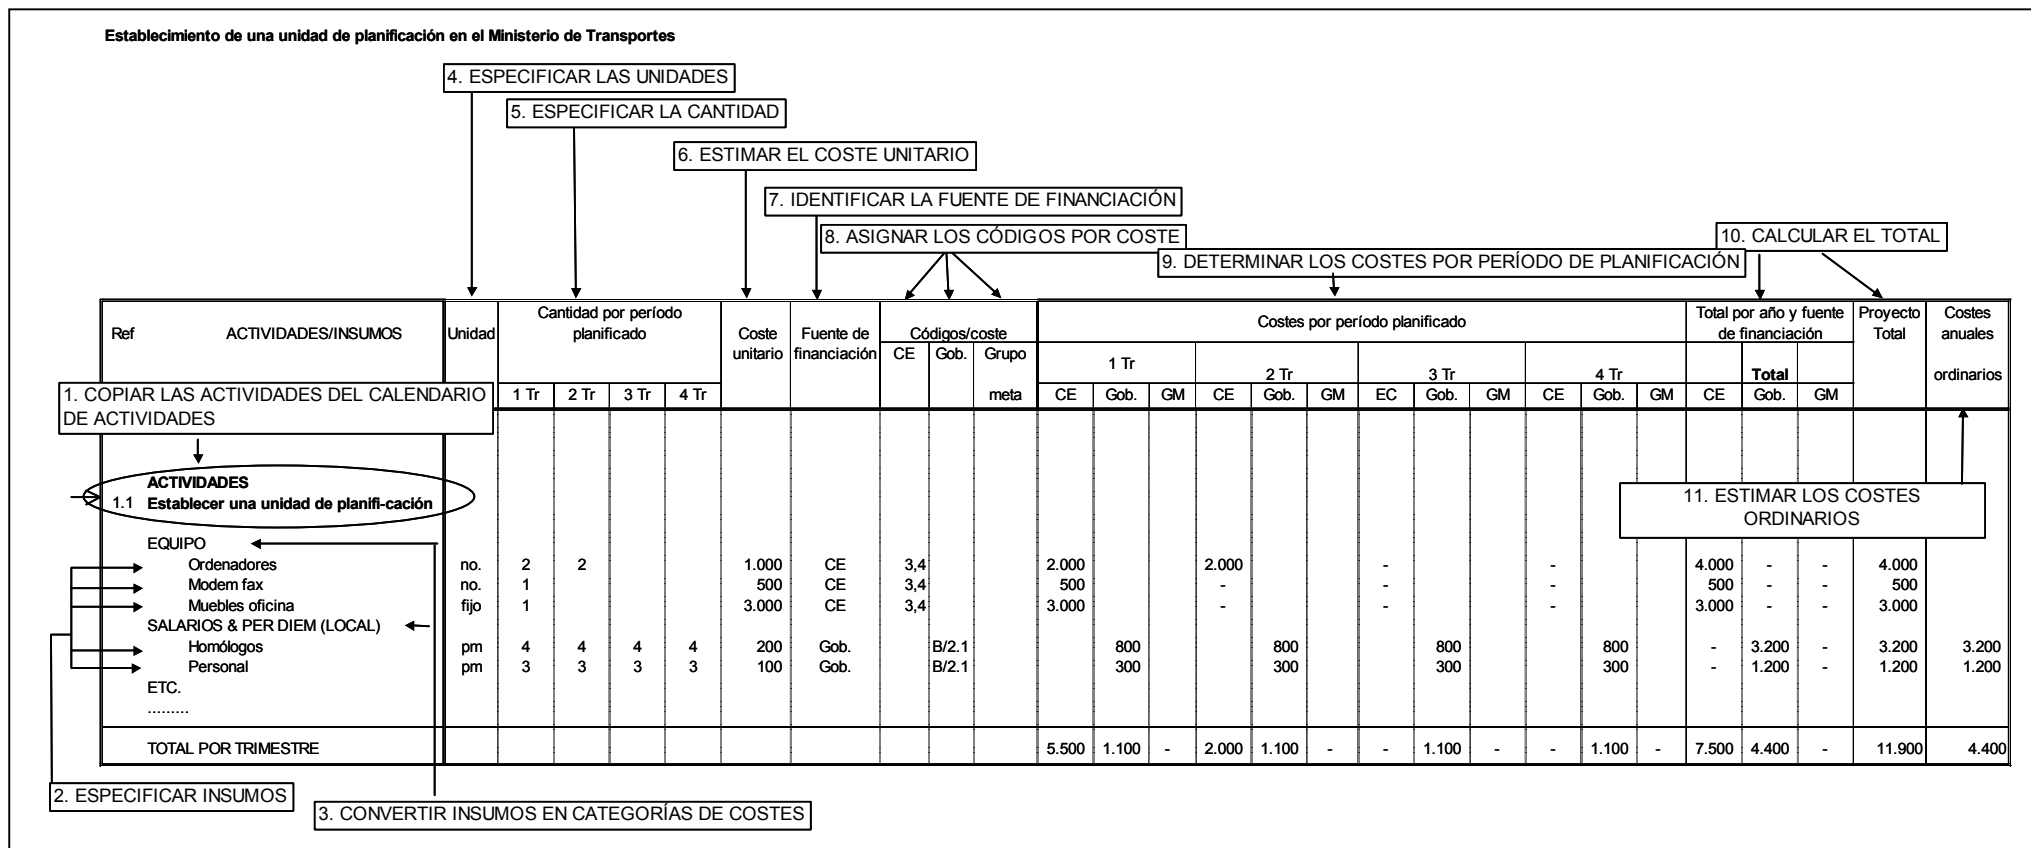 Establecimiento de una unidad de planificación en el Ministerio de Transportes
4. ESPECIFICAR LAS UNIDADES
5. ESPECIFICAR LA CANTIDAD
6. ESTIMAR EL COSTE UNITARIO
7. IDENTIFICAR LA FUENTE DE FINANCIACIÓN
8. ASIGNAR LOS CÓDIGOS POR COSTE
10. CALCULAR EL TOTAL
9. DETERMINAR LOS COSTES POR PERÍODO DE PLANIFICACIÓN
Ref ACTIVIDADES/INSUMOS Unidad Cantidad por período planificado Coste unitario Fuente de financiación Códigos/coste Costes por período planificado Total por año y fuente de financiación Proyecto Total Costes anuales ordinarios
CE Gob. Grupo meta 1 Tr 2 Tr 3 Tr 4 Tr Total
1 Tr 2 Tr 3 Tr 4 Tr CE Gob. GM CE Gob. GM EC Gob. GM CE Gob. GM CE Gob. GM
1. COPIAR LAS ACTIVIDADES DEL CALENDARIO
DE ACTIVIDADES
ACTIVIDADES
1.1 Establecer una unidad de planifi-cación
11. ESTIMAR LOS COSTES
ORDINARIOS
EQUIPO
Ordenadores no. 2 2 1.000 CE 3,4 2.000 2.000 - - 4.000 - - 4.000
Modem fax no. 1 500 CE 3,4 500 - - - 500 - - 500
Muebles oficina fijo 1 3.000 CE 3,4 3.000 - - - 3.000 - - 3.000
SALARIOS & PER DIEM (LOCAL)
Homólogos pm 4 4 4 4 200 Gob. B/2.1 800 800 800 800 - 3.200 - 3.200 3.200
Personal pm 3 3 3 3 100 Gob. B/2.1 300 300 300 300 - 1.200 - 1.200 1.200
ETC.
.........
TOTAL POR TRIMESTRE 5.500 1.100 - 2.000 1.100 - - 1.100 - - 1.100 - 7.500 4.400 - 11.900 4.400
2. ESPECIFICAR INSUMOS
3. CONVERTIR INSUMOS EN CATEGORÍAS DE COSTES